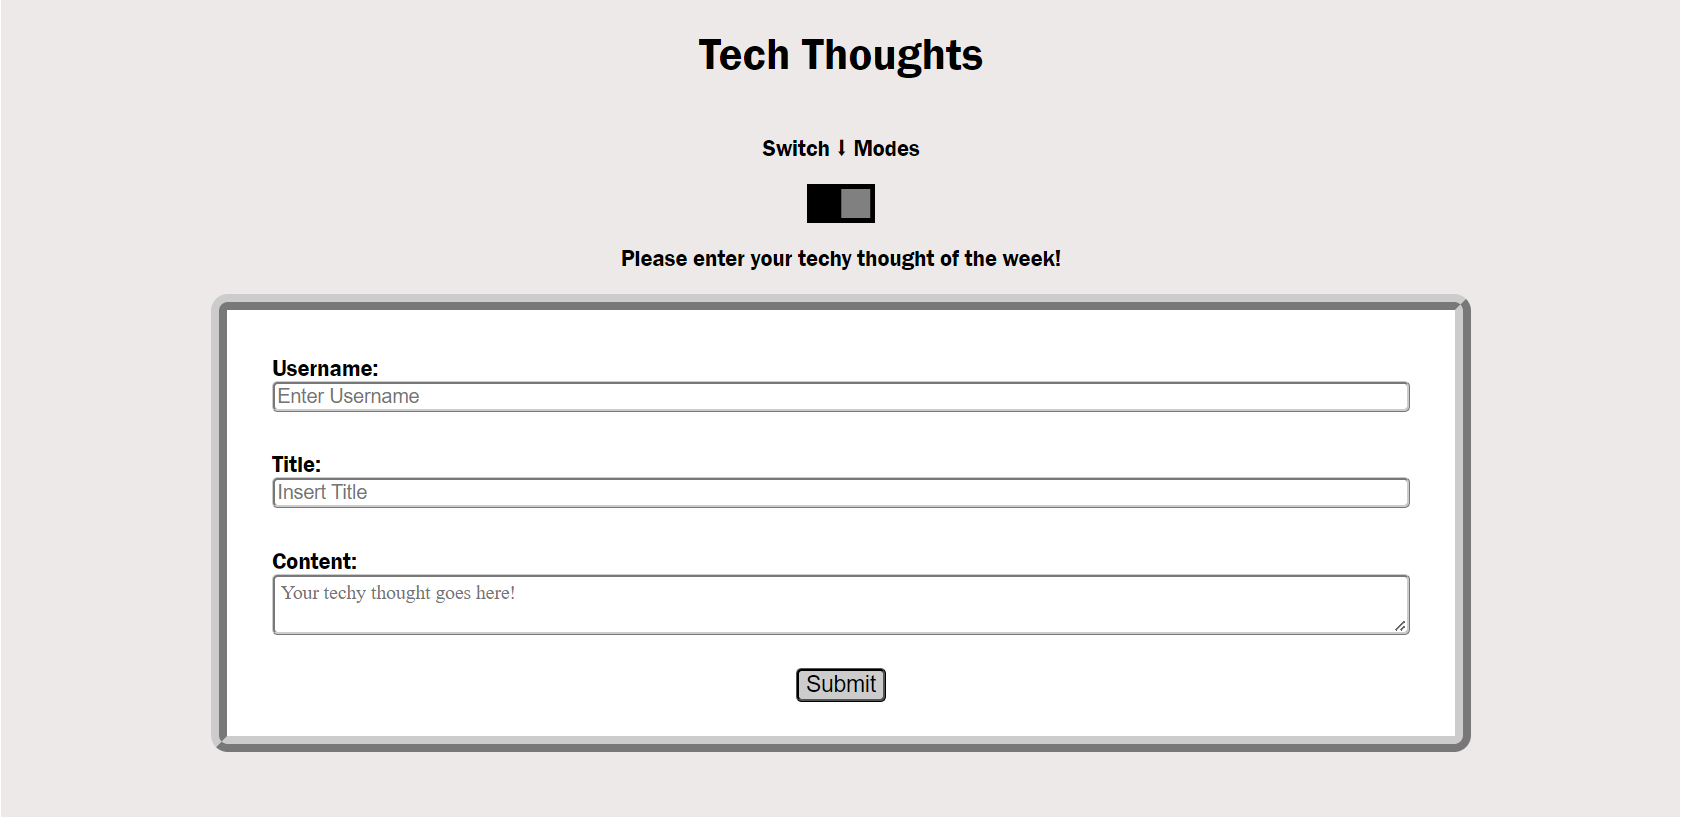 Tech Thoughts
Switch ⭣ Modes
Please enter your techy thought of the week!
Username:
Enter Username
Title:
Insert Title
Content:
Your techy thought goes here!
Submit